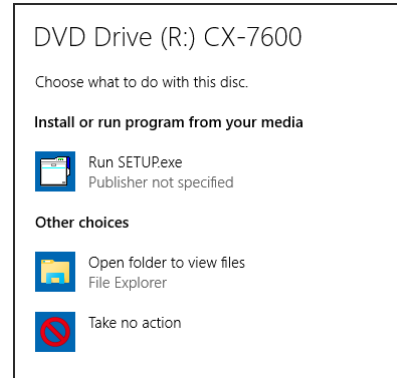 DVD Drive (R:) CX-7600
Choose what to do with this disc.
Install or run program from your media
Run SETUP.exe
Publisher not specified
Other choices
Open folder to view files
File Explorer
Take no action